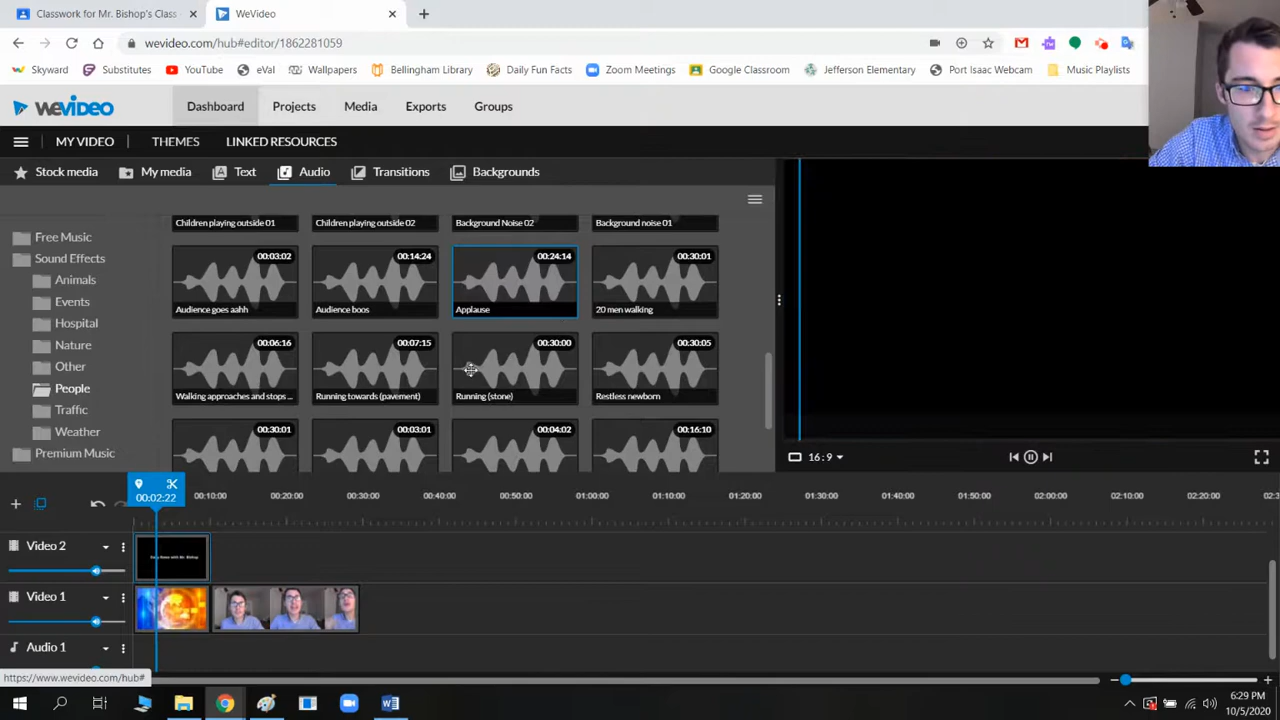 Classwork for Mr. Bishop's Class
WeVideo
wevideo.com/hub#editor/1862281059
Skyward
Substitutes
YouTube
eVal
Wallpapers
Bellingham Library
Daily Fun Facts
Zoom Meetings
Google Classroom
Jefferson Elementary
Port Isaac Webcam
Music Playlists
wevideo
Dashboard
Projects
Media
Exports
Groups
MY VIDEO
THEMES
LINKED RESOURCES
Stock media
My media
Text
Audio
Transitions
Backgrounds
Free Music
Sound Effects
Animals
Events
Hospital
Nature
Other
People
Traffic
Weather
Premium Music
Children playing outside 01
Children playing outside 02
Background Noise 02
Background noise 01
00:03:02
00:14:24
00:24:14
00:30:01
Audience goes aahh
Audience boos
Applause
20 men walking
00:06:16
00:07:15
00:30:00
00:30:05
Walking approaches and stops ...
Running towards (pavement)
Running (stone)
Restless newborn
00:30:01
00:03:01
00:04:02
00:16:10
16:9
00:02:22
00:10:00
00:20:00
00:30:00
00:40:00
00:50:00
01:00:00
01:10:00
01:20:00
01:30:00
01:40:00
01:50:00
02:00:00
02:10:00
02:20:00
02:3
Video 2
Video 1
Audio 1
https://www.wevideo.com/hub#
6:29 PM
10/5/2020